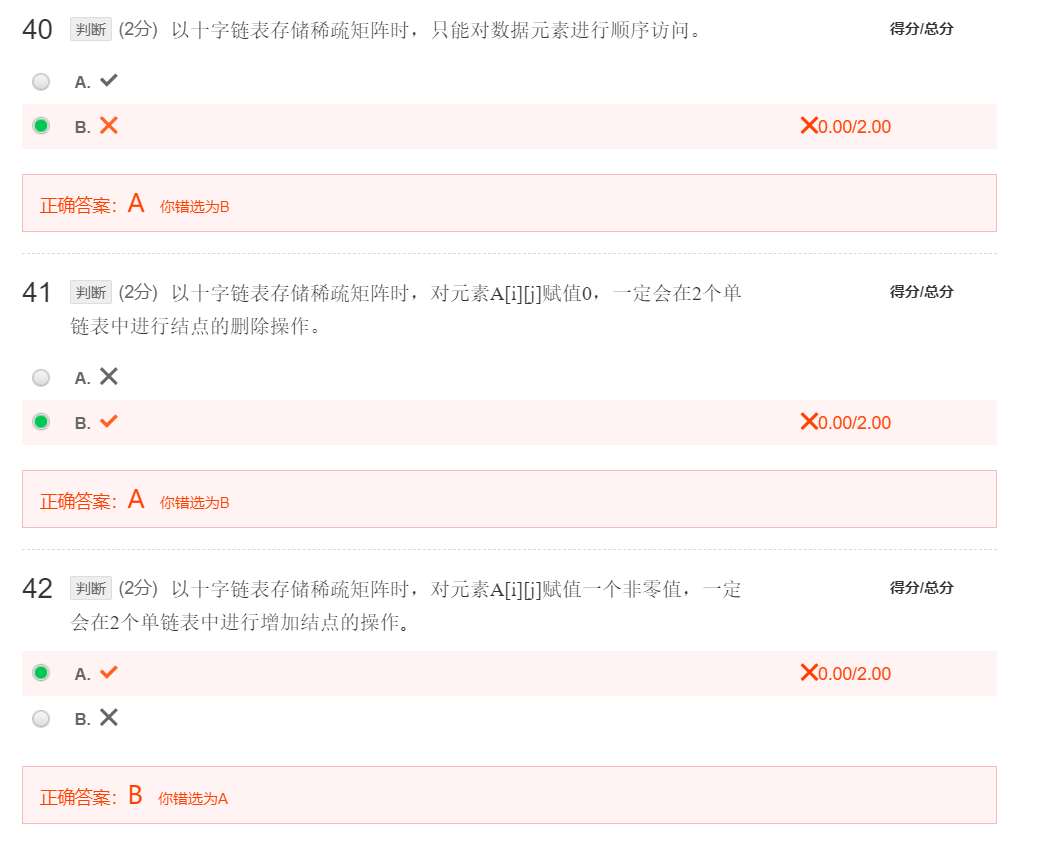 40 判断 (2分) 以十字链表存储稀疏矩阵时，只能对数据元素进行顺序访问。 得分/总分
A. ✔
B. ✖ ✖0.00/2.00
正确答案：A 你错选为B
41 判断 (2分) 以十字链表存储稀疏矩阵时，对元素A[i][j]赋值0，一定会在2个单 得分/总分
链表中进行结点的删除操作。
A. ✖
B. ✔ ✖0.00/2.00
正确答案：A 你错选为B
42 判断 (2分) 以十字链表存储稀疏矩阵时，对元素A[i][j]赋值一个非零值，一定 得分/总分
会在2个单链表中进行增加结点的操作。
A. ✔ ✖0.00/2.00
B. ✖
正确答案：B 你错选为A